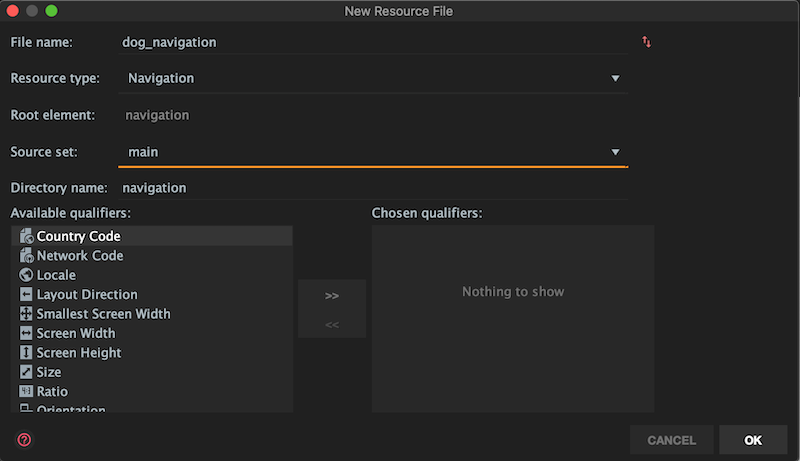 New Resource File
File name: dog_navigation
Resource type: Navigation
Root element: navigation
Source set: main
Directory name: navigation
Available qualifiers:
Chosen qualifiers:
Country Code
Network Code
Locale
Layout Direction
Smallest Screen Width
Screen Width
Screen Height
Size
Ratio
Orientation
>>
<<
Nothing to show
?
CANCEL
OK